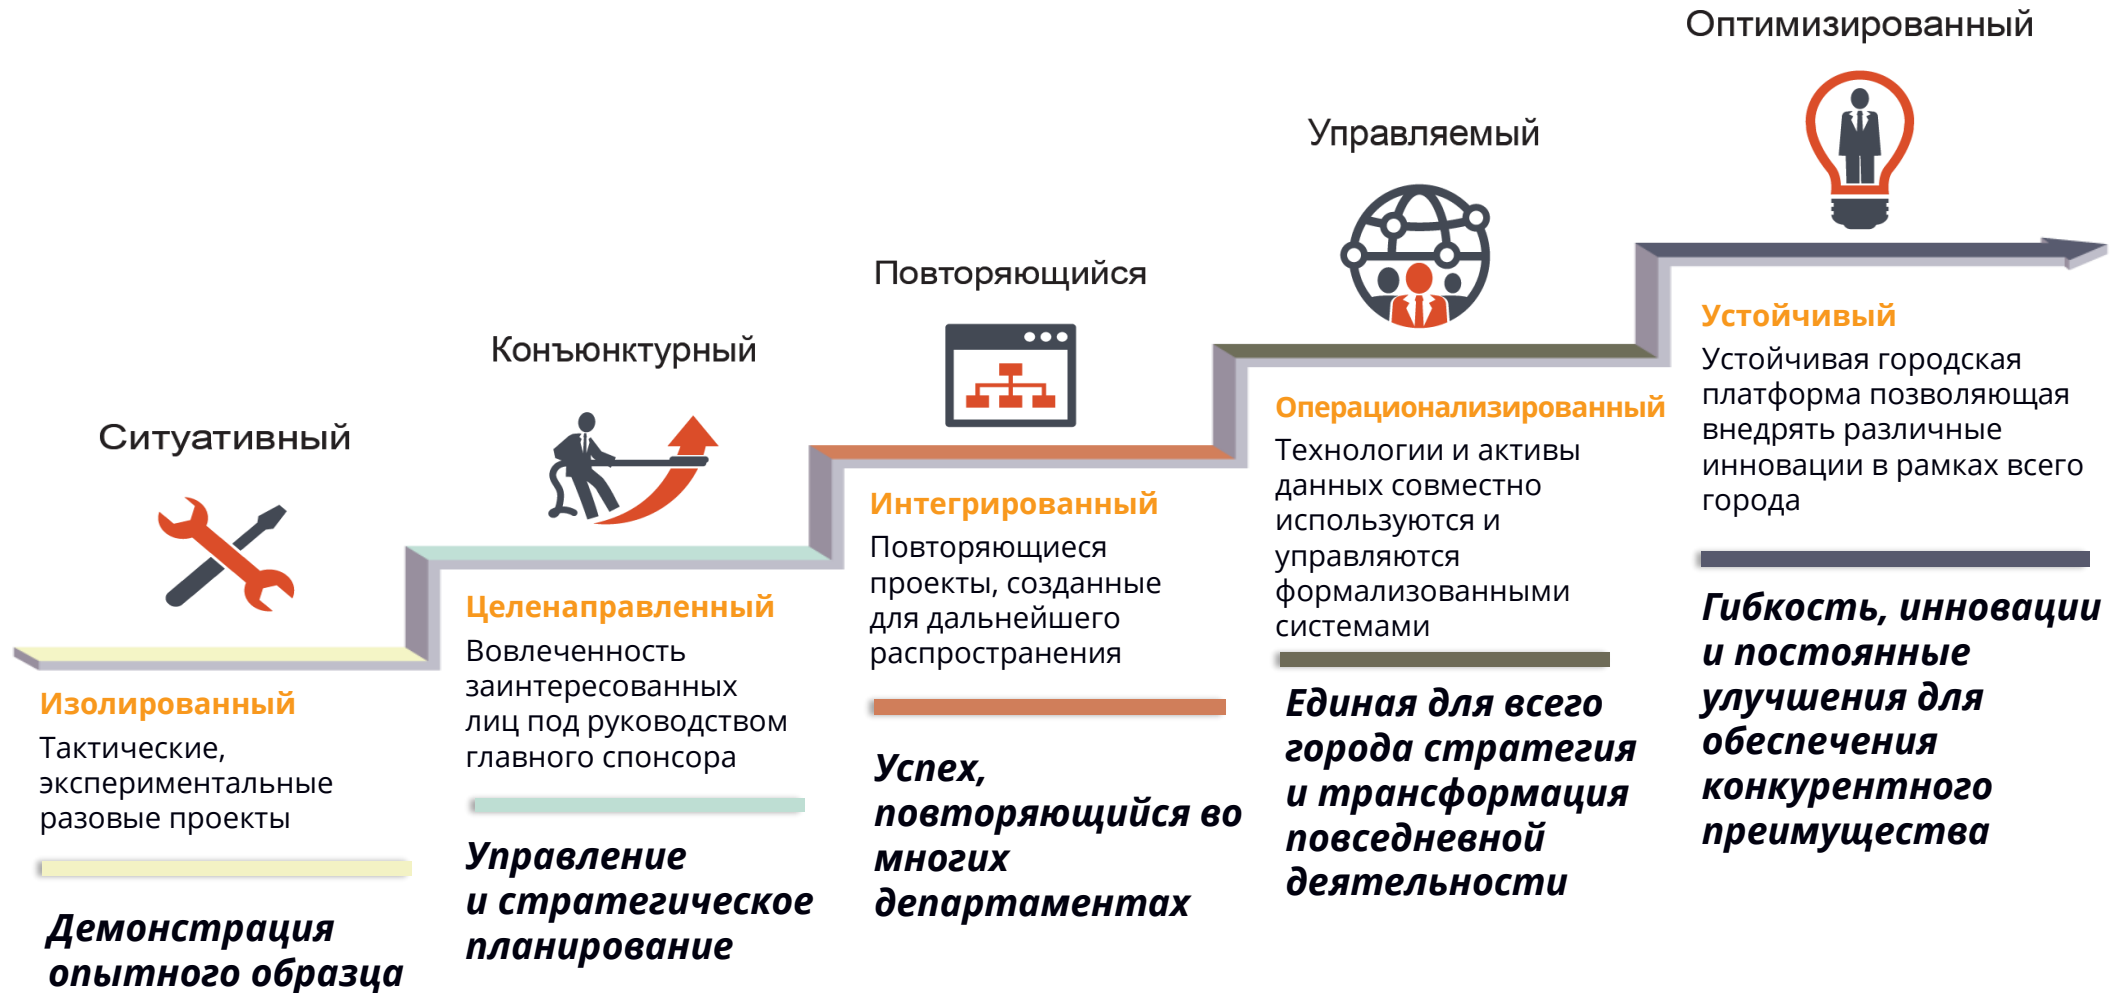 Ситуативный
Изолированный
Тактические,
экспериментальные
разовые проекты
Демонстрация
опытного образца
Конъюнктурный
Целенаправленный
Вовлеченность
заинтересованных
лиц под руководством
главного спонсора
Управление
и стратегическое
планирование
Повторяющийся
Интегрированный
Повторяющиеся
проекты, созданные
для дальнейшего
распространения
Успех,
повторяющийся во
многих
департаментах
Управляемый
Операционализированный
Технологии и активы
данных совместно
используются и
управляются
формализованными
системами
Единая для всего
города стратегия
и трансформация
повседневной
деятельности
Оптимизированный
Устойчивый
Устойчивая городская
платформа позволяющая
внедрять различные
инновации в рамках всего
города
Гибкость, инновации
и постоянные
улучшения для
обеспечения
конкурентного
преимущества